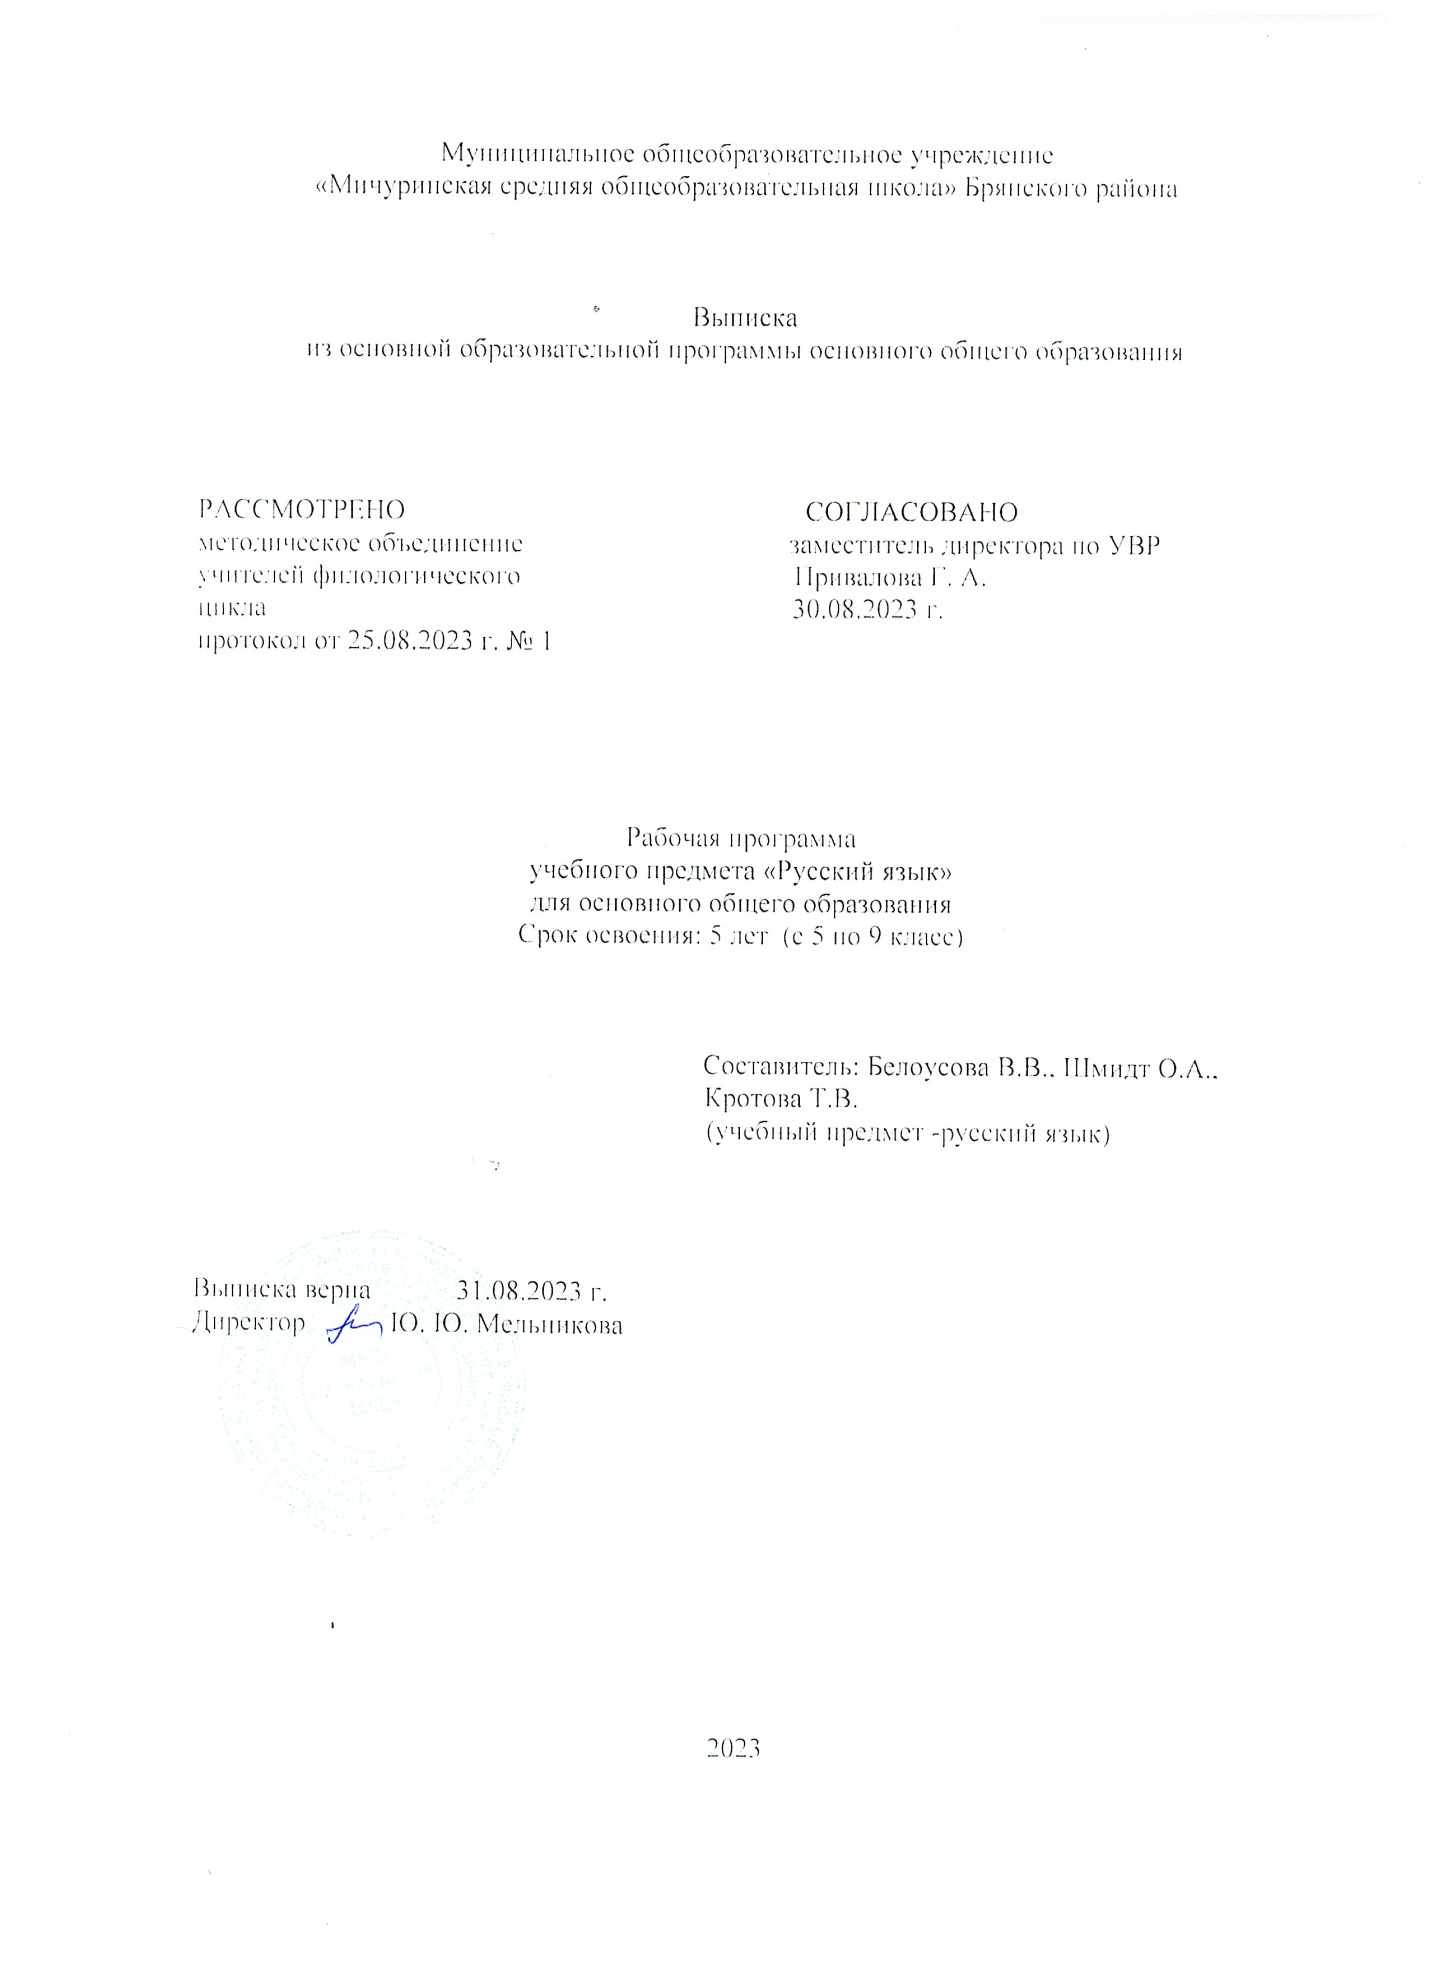 Муниципальное общеобразовательное учреждение
«Мичуринская средняя общеобразовательная школа» Брянского района
Выписка
из основной образовательной программы основного общего образования
РАССМОТРЕНО
методическое объединение
учителей филологического
цикла
протокол от 25.08.2023 г. № 1
СОГЛАСОВАНО
заместитель директора по УВР
Привалова Г. А.
30.08.2023 г.
Рабочая программа
учебного предмета «Русский язык»
для основного общего образования
Срок освоения: 5 лет (с 5 по 9 класс)
Составитель: Белоусова В.В., Шмидт О.А.,
Кротова Т.В.
(учебный предмет -русский язык)
Выписка верна 31.08.2023 г.
Директор Ю. Ю. Мельникова
2023